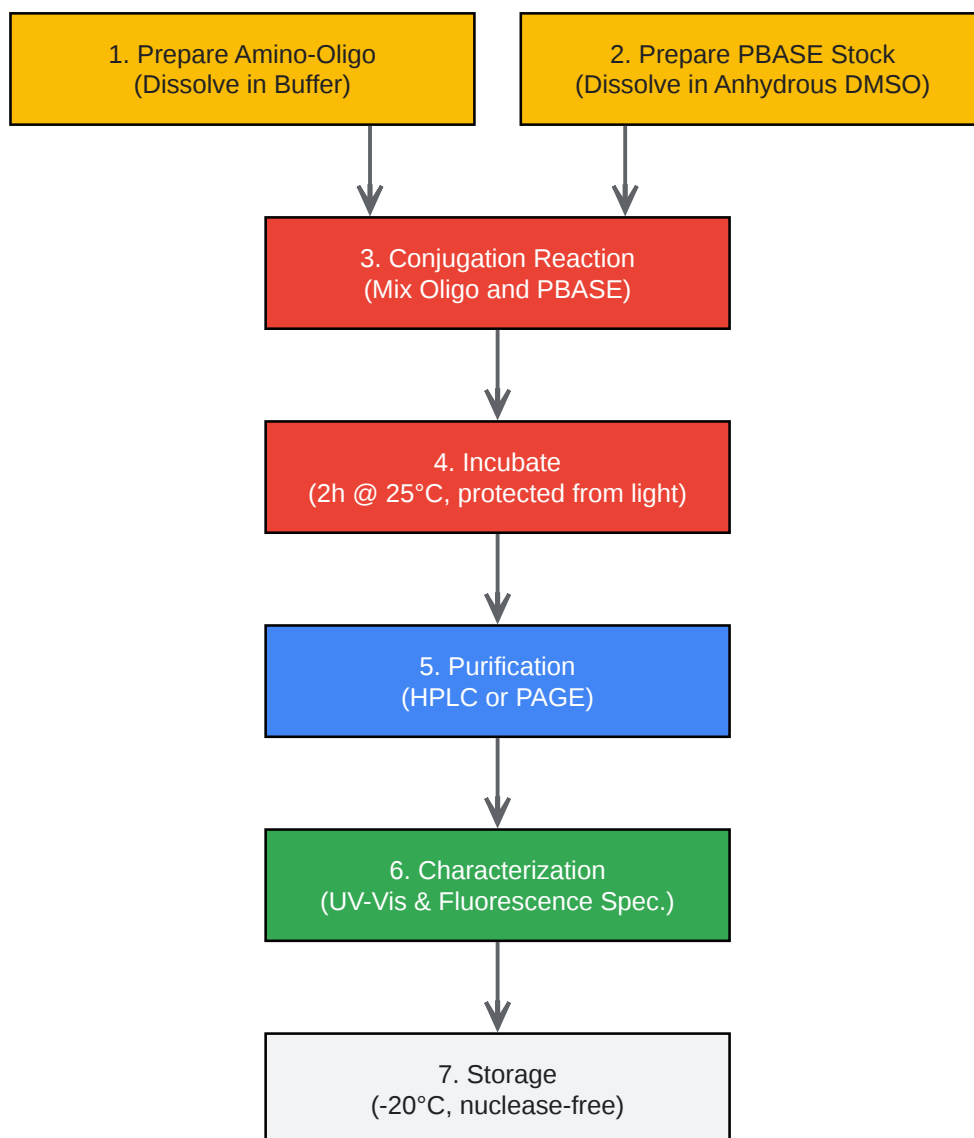 1. Prepare Amino-Oligo
(Dissolve in Buffer)
2. Prepare PBASE Stock
(Dissolve in Anhydrous DMSO)
3. Conjugation Reaction
(Mix Oligo and PBASE)
4. Incubate
(2h @ 25°C, protected from light)
5. Purification
(HPLC or PAGE)
6. Characterization
(UV-Vis & Fluorescence Spec.)
7. Storage
(-20°C, nuclease-free)